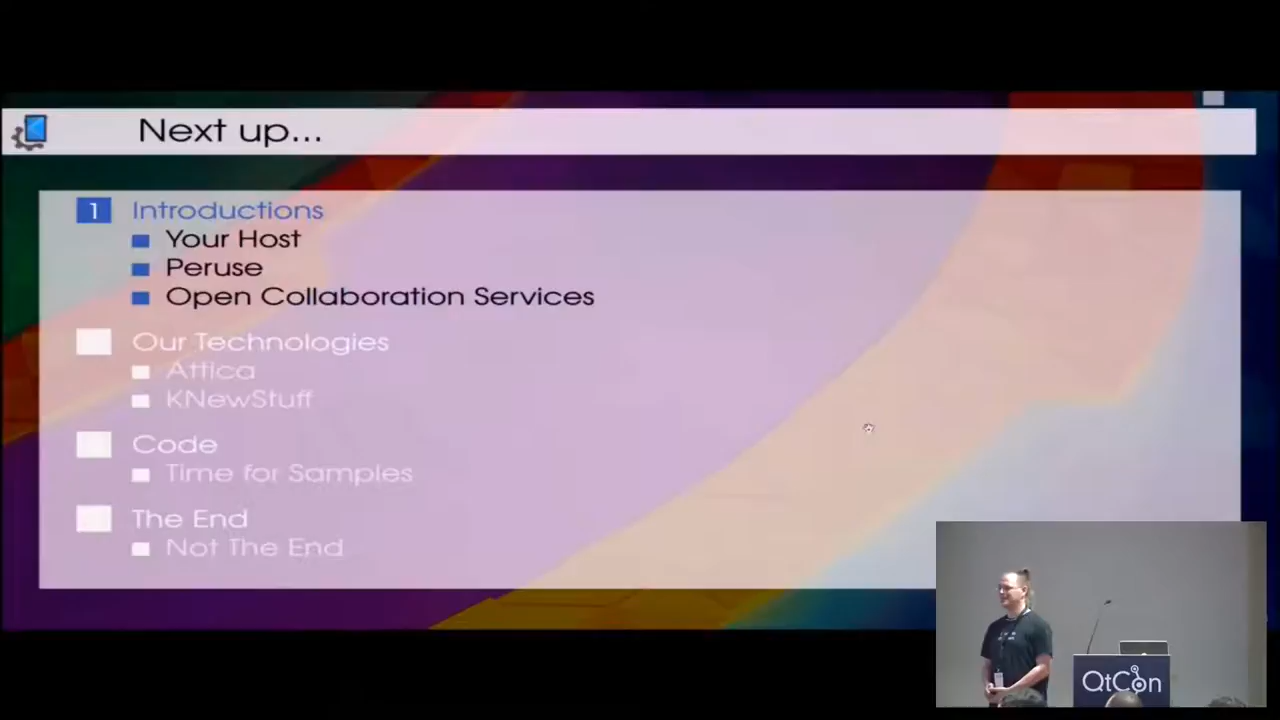 Next up...
1 Introductions
Your Host
Peruse
Open Collaboration Services
Our Technologies
Attica
KNewStuff
Code
Time for Samples
The End
Not The End
QtCon